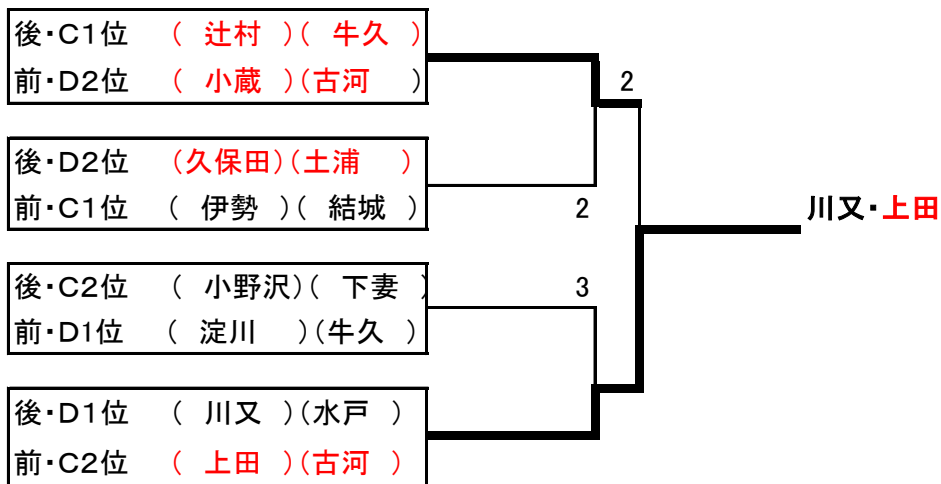 後・C1位 ( 辻村 )( 牛久 )
前・D2位 ( 小蔵 )(古河 )
2
後・D2位 (久保田)(土浦 )
前・C1位 ( 伊勢 )( 結城 )
2
川又・上田
後・C2位 ( 小野沢)( 下妻 )
3
前・D1位 ( 淀川 )(牛久 )
後・D1位 ( 川又 )(水戸 )
前・C2位 ( 上田 )(古河 )